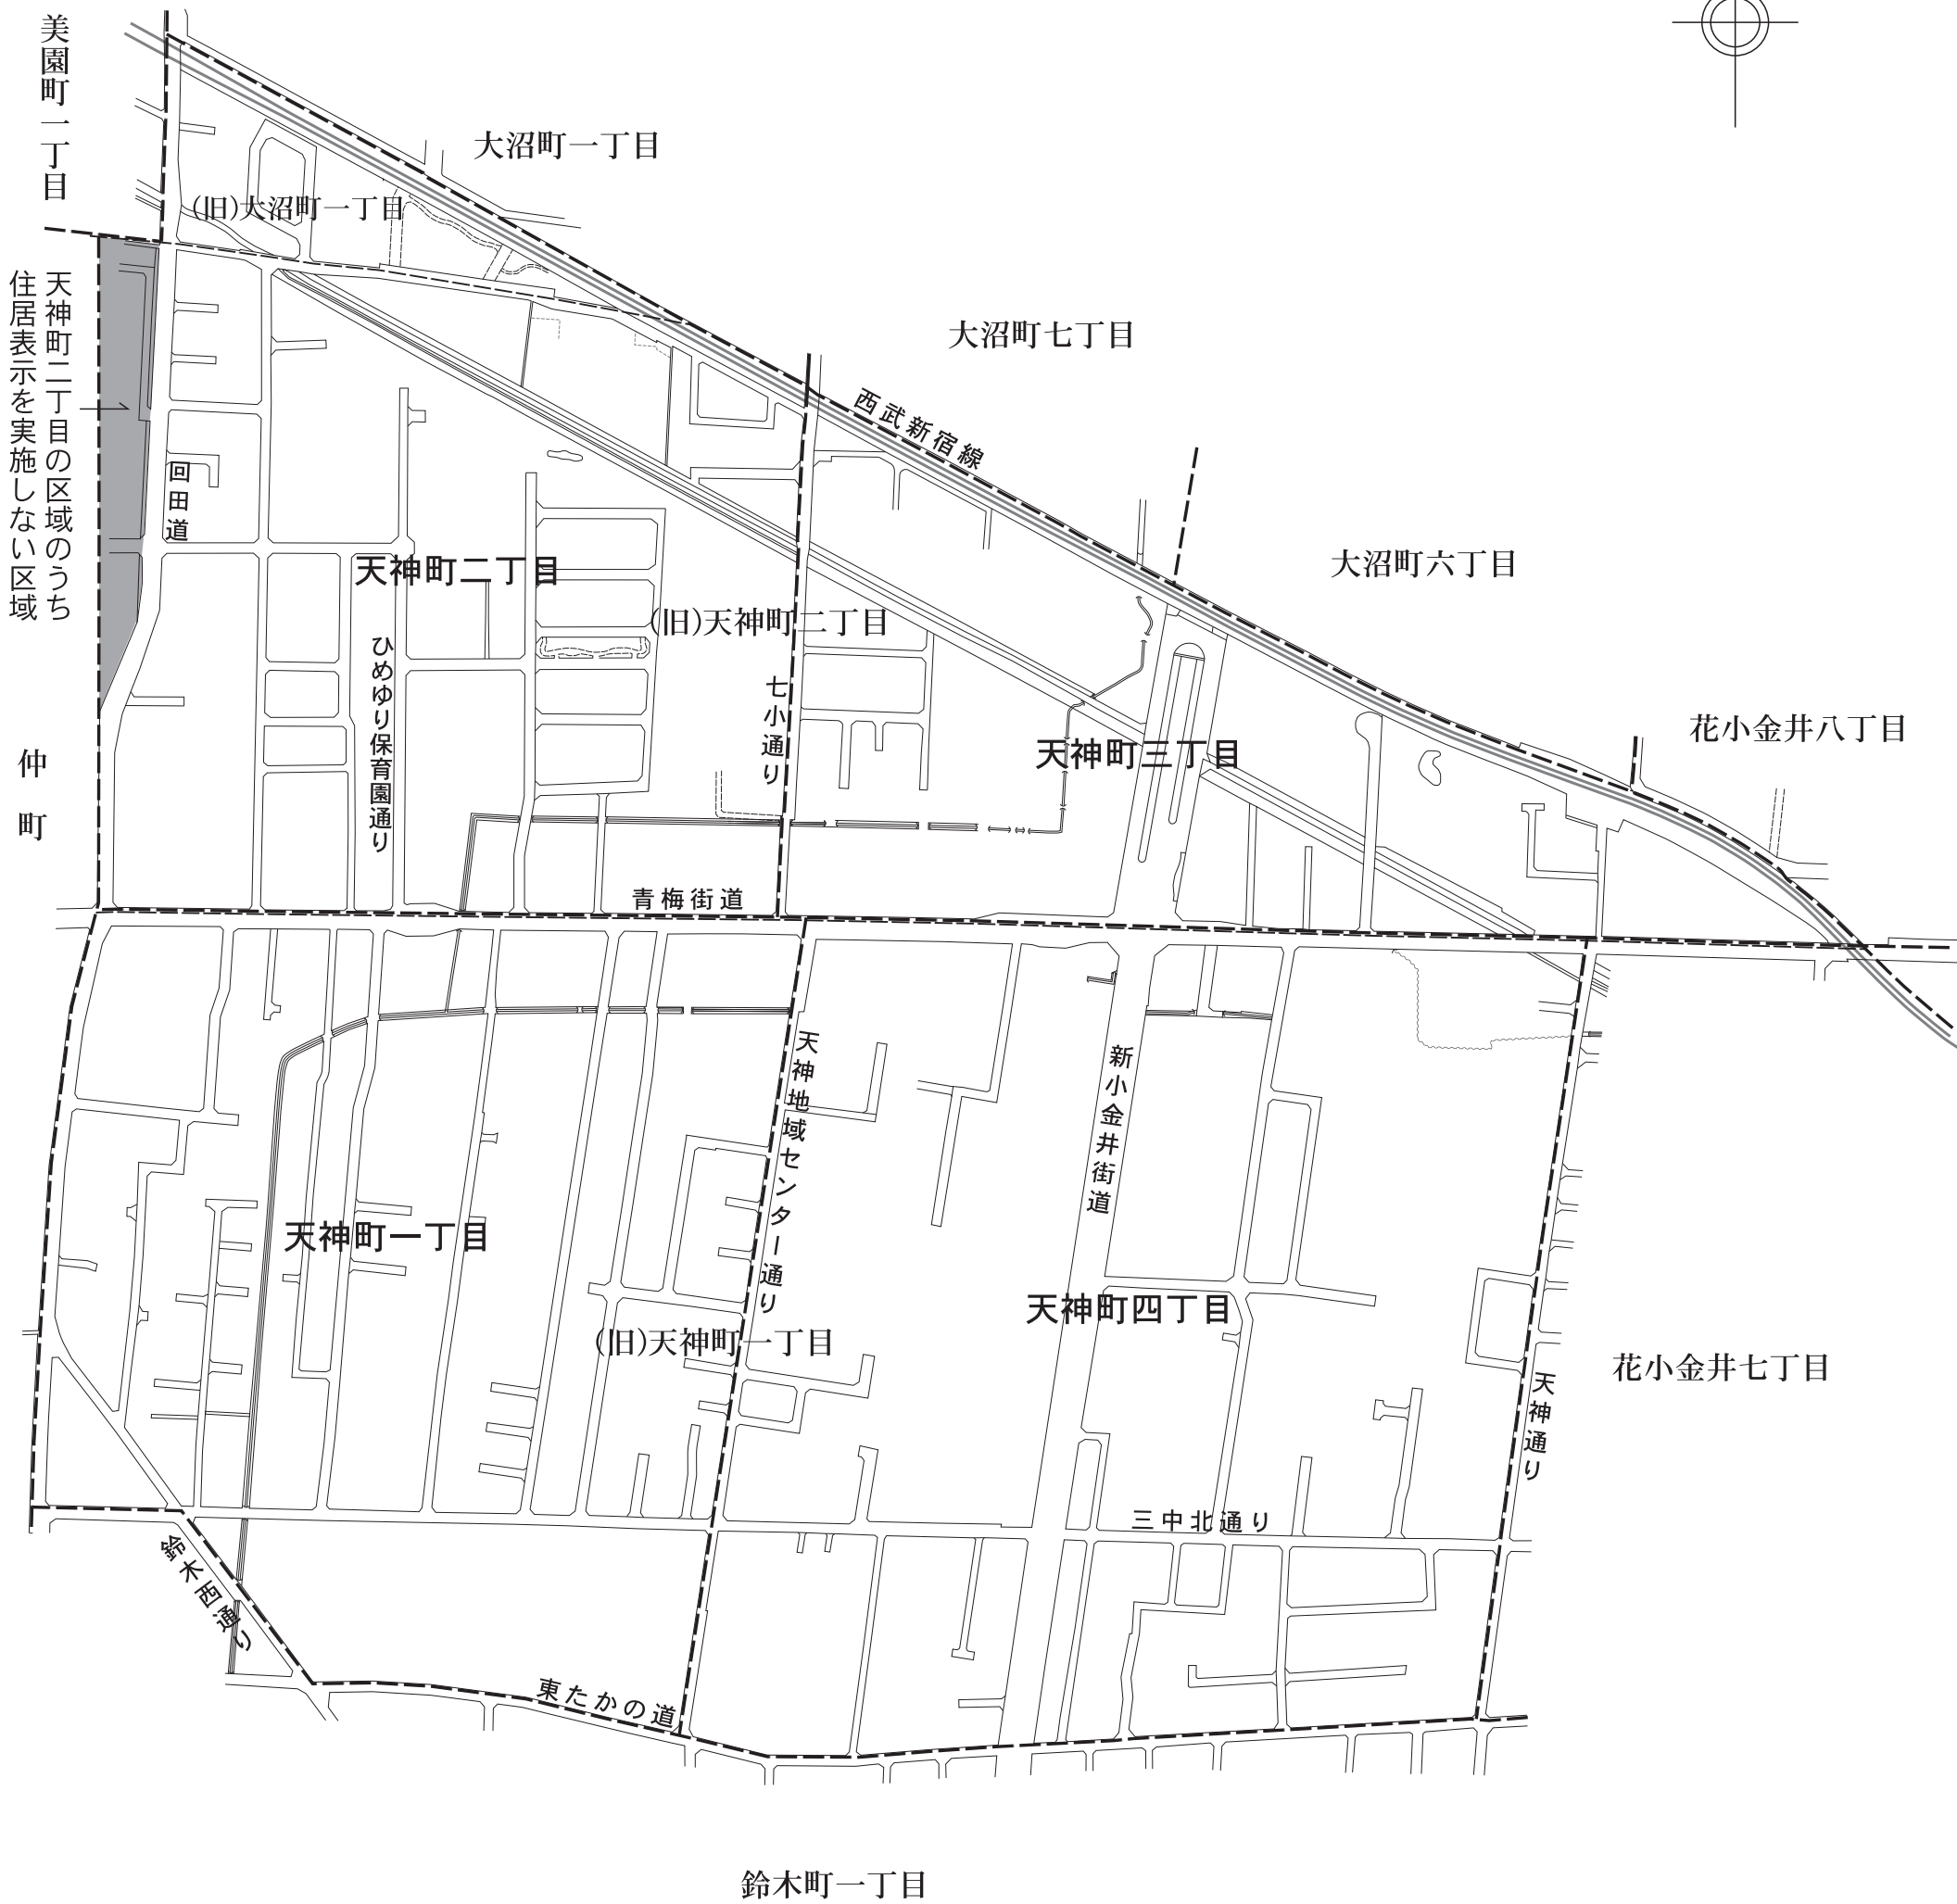 美園町一丁目
大沼町一丁目
(旧)大沼町一丁目
天神町二丁目の区域のうち
住居表示を実施しない区域
大沼町七丁目
西武新宿線
回田道
大沼町六丁目
天神町二丁目
(旧)天神町二丁目
ひめゆり保育園通り
七小通り
花小金井八丁目
天神町三丁目
仲町
青梅街道
天神地域センター通り
新小金井街道
天神町一丁目
天神町四丁目
(旧)天神町一丁目
花小金井七丁目
天神通り
三中北通り
鈴木西通り
東たかの道
鈴木町一丁目